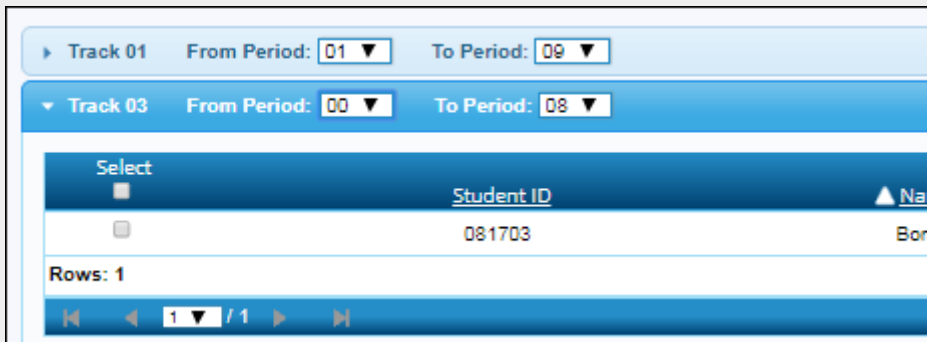 Track 01 From Period: 01 To Period: 09
Track 03 From Period: 00 To Period: 08
Select
Student ID
081703
Rows: 1
1 / 1